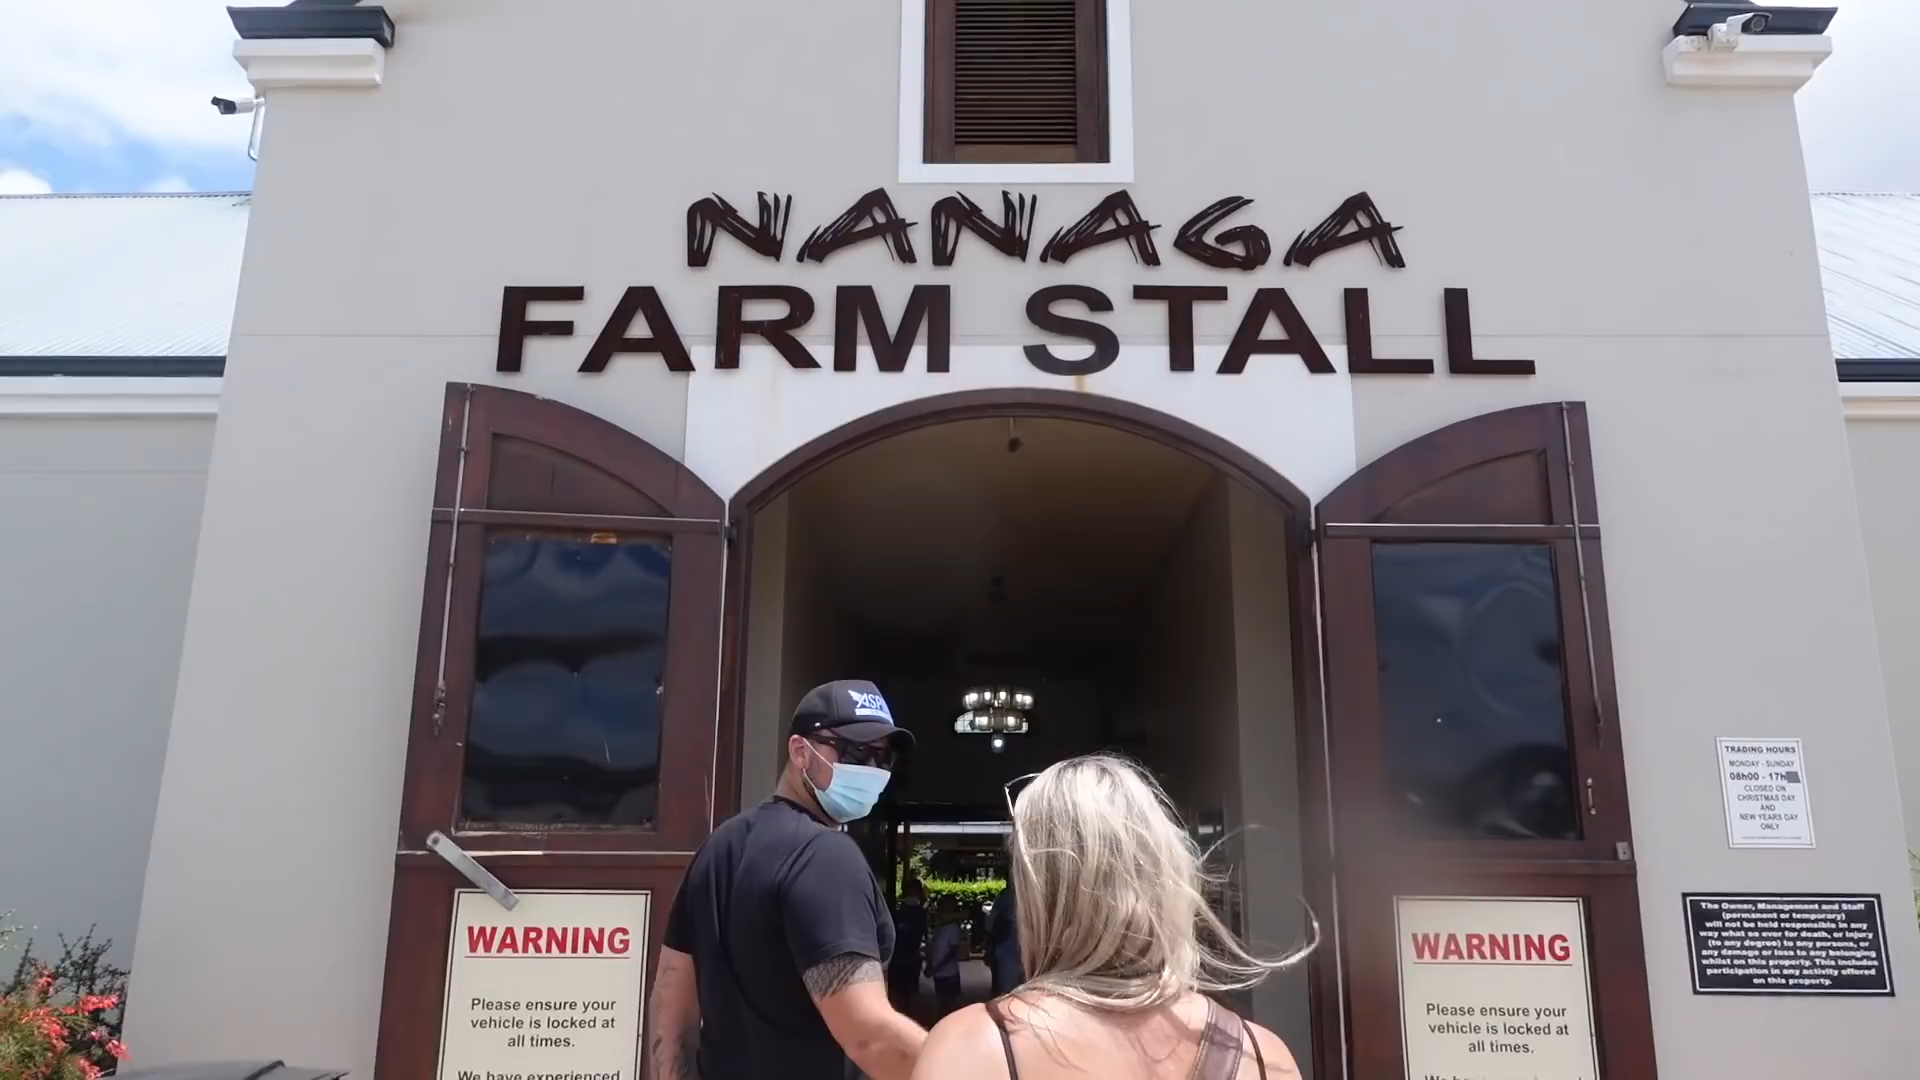 NANAGA
FARM STALL
TRADING HOURS
MONDAY - SUNDAY
08h00 - 17h
CLOSED ON
CHRISTMAS DAY
AND
NEW YEARS DAY
ONLY
The Owner, Management and Staff
(permanent or temporary)
will not be held responsible in any
way what so ever for death, or injury
(to any degree) to any persons, or
any damage or loss to any belonging
whilst on this property. This includes
participation in any activity offered
on this property.
WARNING
Please ensure your
vehicle is locked at
all times.
We have experienced
WARNING
Please ensure your
vehicle is locked at
all times.